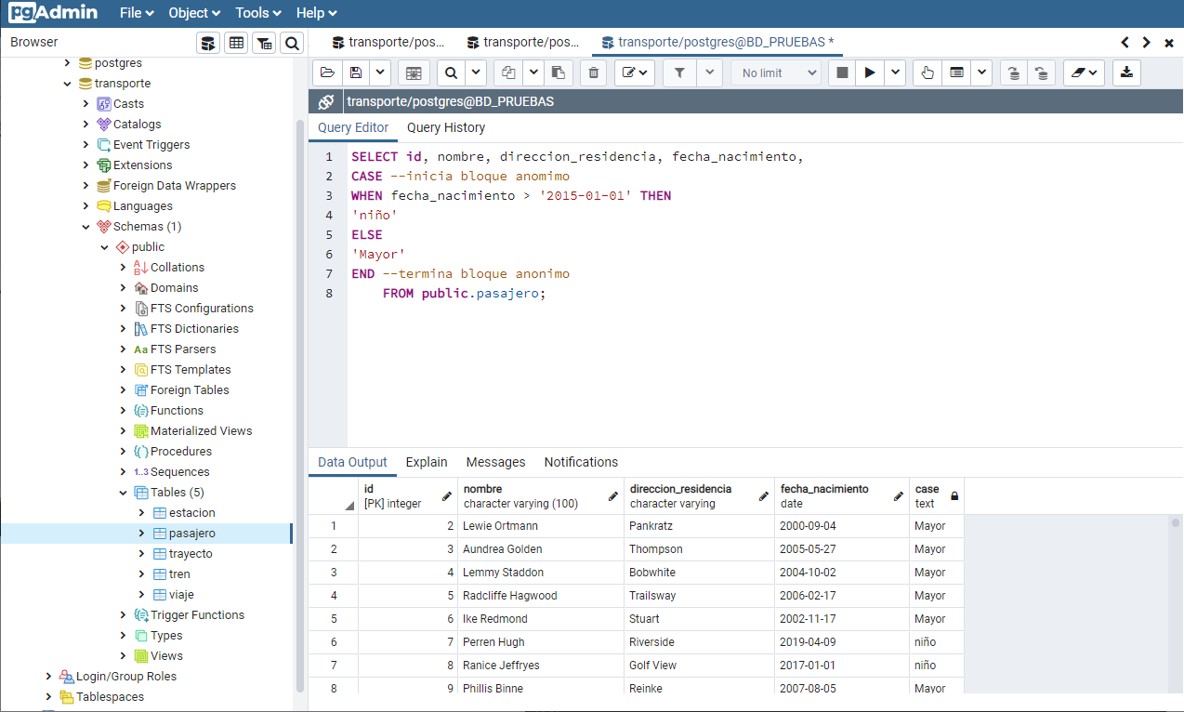 pgAdmin File Object Tools Help
Browser
transporte/pos... transporte/pos... transporte/postgres@BD_PRUEBAS *
No limit
transporte/postgres@BD_PRUEBAS
Query Editor Query History
postgres
transporte
Casts
Catalogs
Event Triggers
Extensions
Foreign Data Wrappers
Languages
Schemas (1)
public
Collations
Domains
FTS Configurations
FTS Dictionaries
Aa FTS Parsers
FTS Templates
Foreign Tables
Functions
Materialized Views
Procedures
1..3 Sequences
Tables (5)
estacion
pasajero
trayecto
tren
viaje
Trigger Functions
Types
Views
Login/Group Roles
Tablespaces
1 SELECT id, nombre, direccion_residencia, fecha_nacimiento,
2 CASE --inicia bloque anomimo
3 WHEN fecha_nacimiento > '2015-01-01' THEN
4 'niño'
5 ELSE
6 'Mayor'
7 END --termina bloque anonimo
8 FROM public.pasajero;
Data Output Explain Messages Notifications
id nombre direccion_residencia fecha_nacimiento case
[PK] integer character varying (100) character varying date text
1 2 Lewie Ortmann Pankratz 2000-09-04 Mayor
2 3 Aundrea Golden Thompson 2005-05-27 Mayor
3 4 Lemmy Staddon Bobwhite 2004-10-02 Mayor
4 5 Radcliffe Hagwood Trailsway 2006-02-17 Mayor
5 6 Ike Redmond Stuart 2002-11-17 Mayor
6 7 Perren Hugh Riverside 2019-04-09 niño
7 8 Ranice Jeffryes Golf View 2017-01-01 niño
8 9 Phillis Binne Reinke 2007-08-05 Mayor